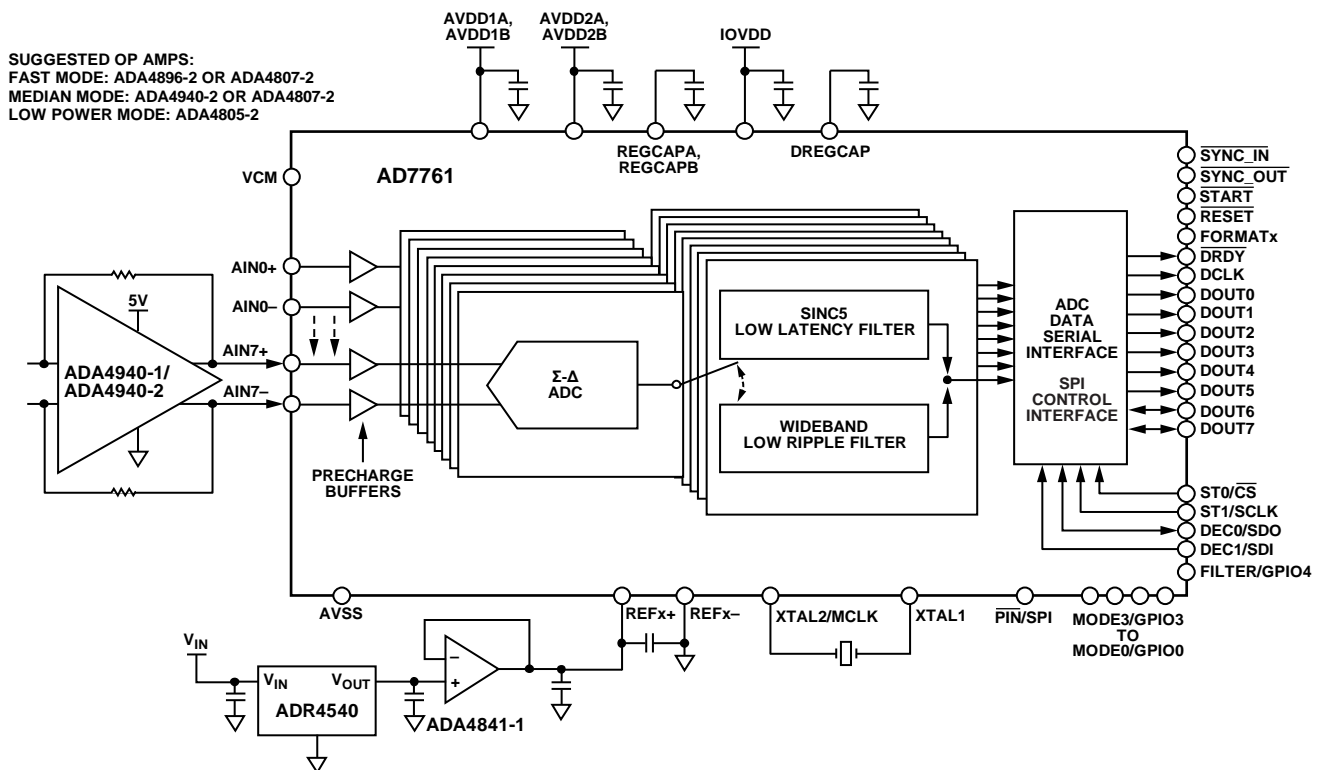 SUGGESTED OP AMPS:
FAST MODE: ADA4896-2 OR ADA4807-2
MEDIAN MODE: ADA4940-2 OR ADA4807-2
LOW POWER MODE: ADA4805-2
AVDD1A,
AVDD1B
AVDD2A,
AVDD2B
IOVDD
REGCAPA,
REGCAPB
DREGCAP
VCM
AD7761
AIN0+
AIN0–
AIN7+
AIN7–
5V
ADA4940-1/
ADA4940-2
PRECHARGE
BUFFERS
Σ-Δ
ADC
SINC5
LOW LATENCY FILTER
WIDEBAND
LOW RIPPLE FILTER
ADC
DATA
SERIAL
INTERFACE
SPI
CONTROL
INTERFACE
SYNC_IN
SYNC_OUT
START
RESET
FORMATx
DRDY
DCLK
DOUT0
DOUT1
DOUT2
DOUT3
DOUT4
DOUT5
DOUT6
DOUT7
ST0/CS
ST1/SCLK
DEC0/SDO
DEC1/SDI
FILTER/GPIO4
AVSS
REFx+
REFx–
XTAL2/MCLK
XTAL1
PIN/SPI
MODE3/GPIO3
TO
MODE0/GPIO0
VIN
VIN
VOUT
ADR4540
–
+
ADA4841-1